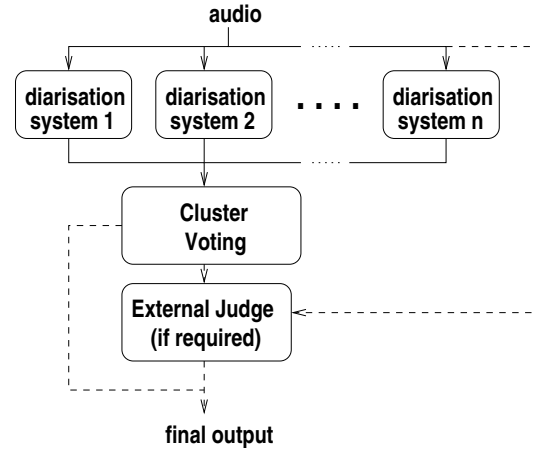 audio
diarisation system 1
diarisation system 2
. . . .
diarisation system n
Cluster
Voting
External Judge
(if required)
final output